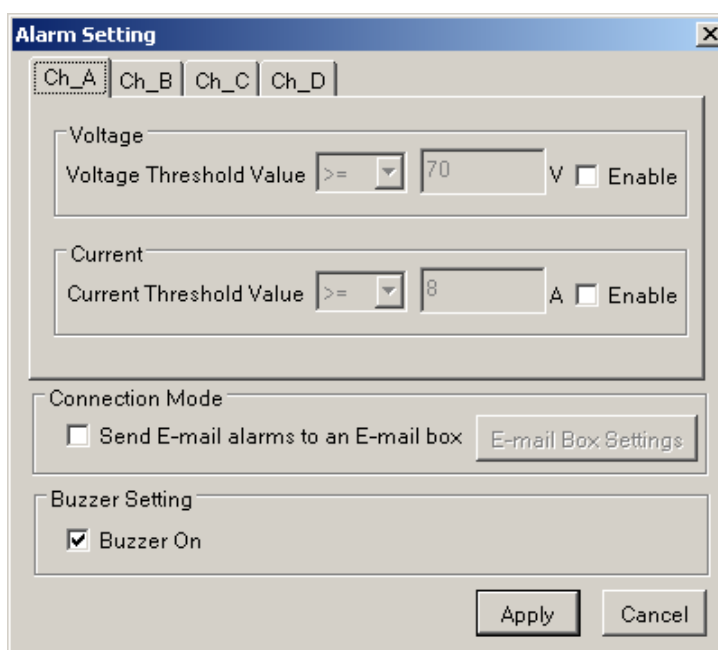 Alarm Setting
Ch_A Ch_B Ch_C Ch_D
Voltage
Voltage Threshold Value >= 70 V Enable
Current
Current Threshold Value >= 8 A Enable
Connection Mode
Send E-mail alarms to an E-mail box E-mail Box Settings
Buzzer Setting
Buzzer On
Apply Cancel